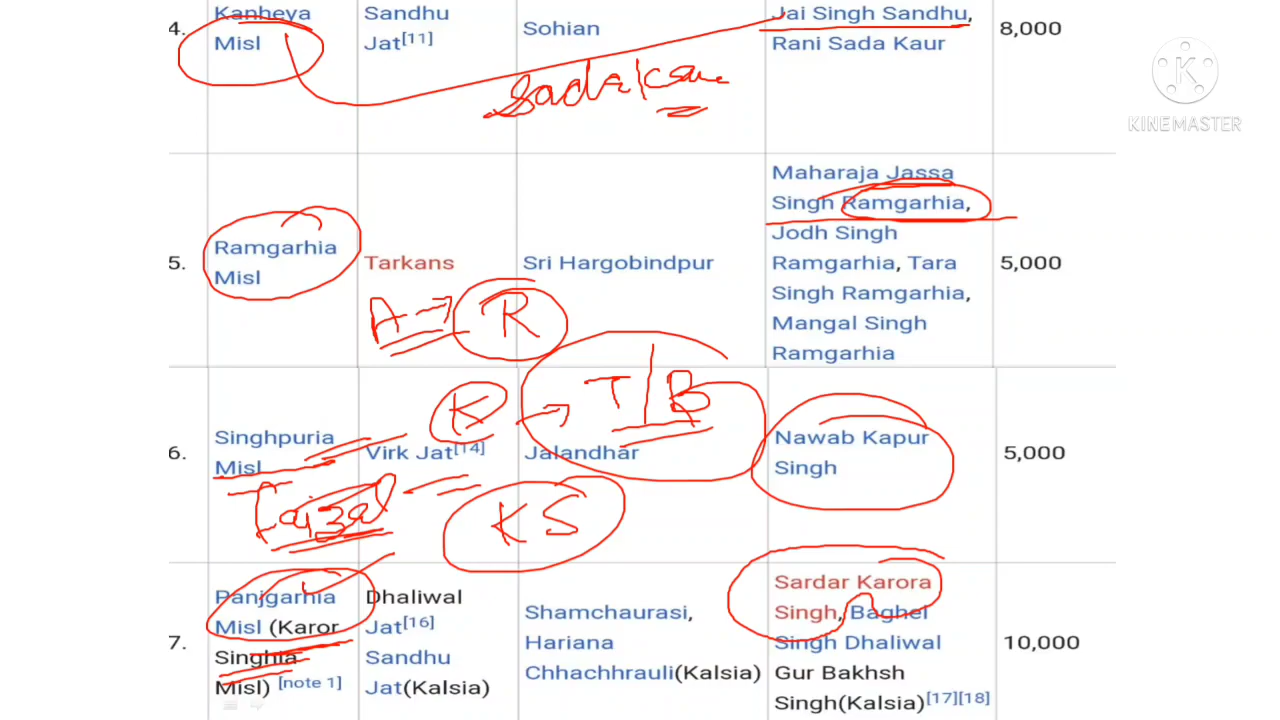 4.
Kanheya
Misl
Sandhu
Jat[11]
Sohian
Jai Singh Sandhu,
Rani Sada Kaur
8,000
K
KINEMASTER
5.
Ramgarhia
Misl
Tarkans
Sri Hargobindpur
Maharaja Jassa
Singh Ramgarhia,
Jodh Singh
Ramgarhia, Tara
Singh Ramgarhia,
Mangal Singh
Ramgarhia
5,000
A → R
K → T/B
6.
Singhpuria
Misl
Virk Jat[14]
Jalandhar
Nawab Kapur
Singh
5,000
KS
7.
Panjgarhia
Misl (Karor
Singhia
Misl) [note 1]
Dhaliwal
Jat[16]
Sandhu
Jat(Kalsia)
Shamchaurasi,
Hariana
Chhachhrauli(Kalsia)
Sardar Karora
Singh, Baghel
Singh Dhaliwal
Gur Bakhsh
Singh(Kalsia)[17][18]
10,000